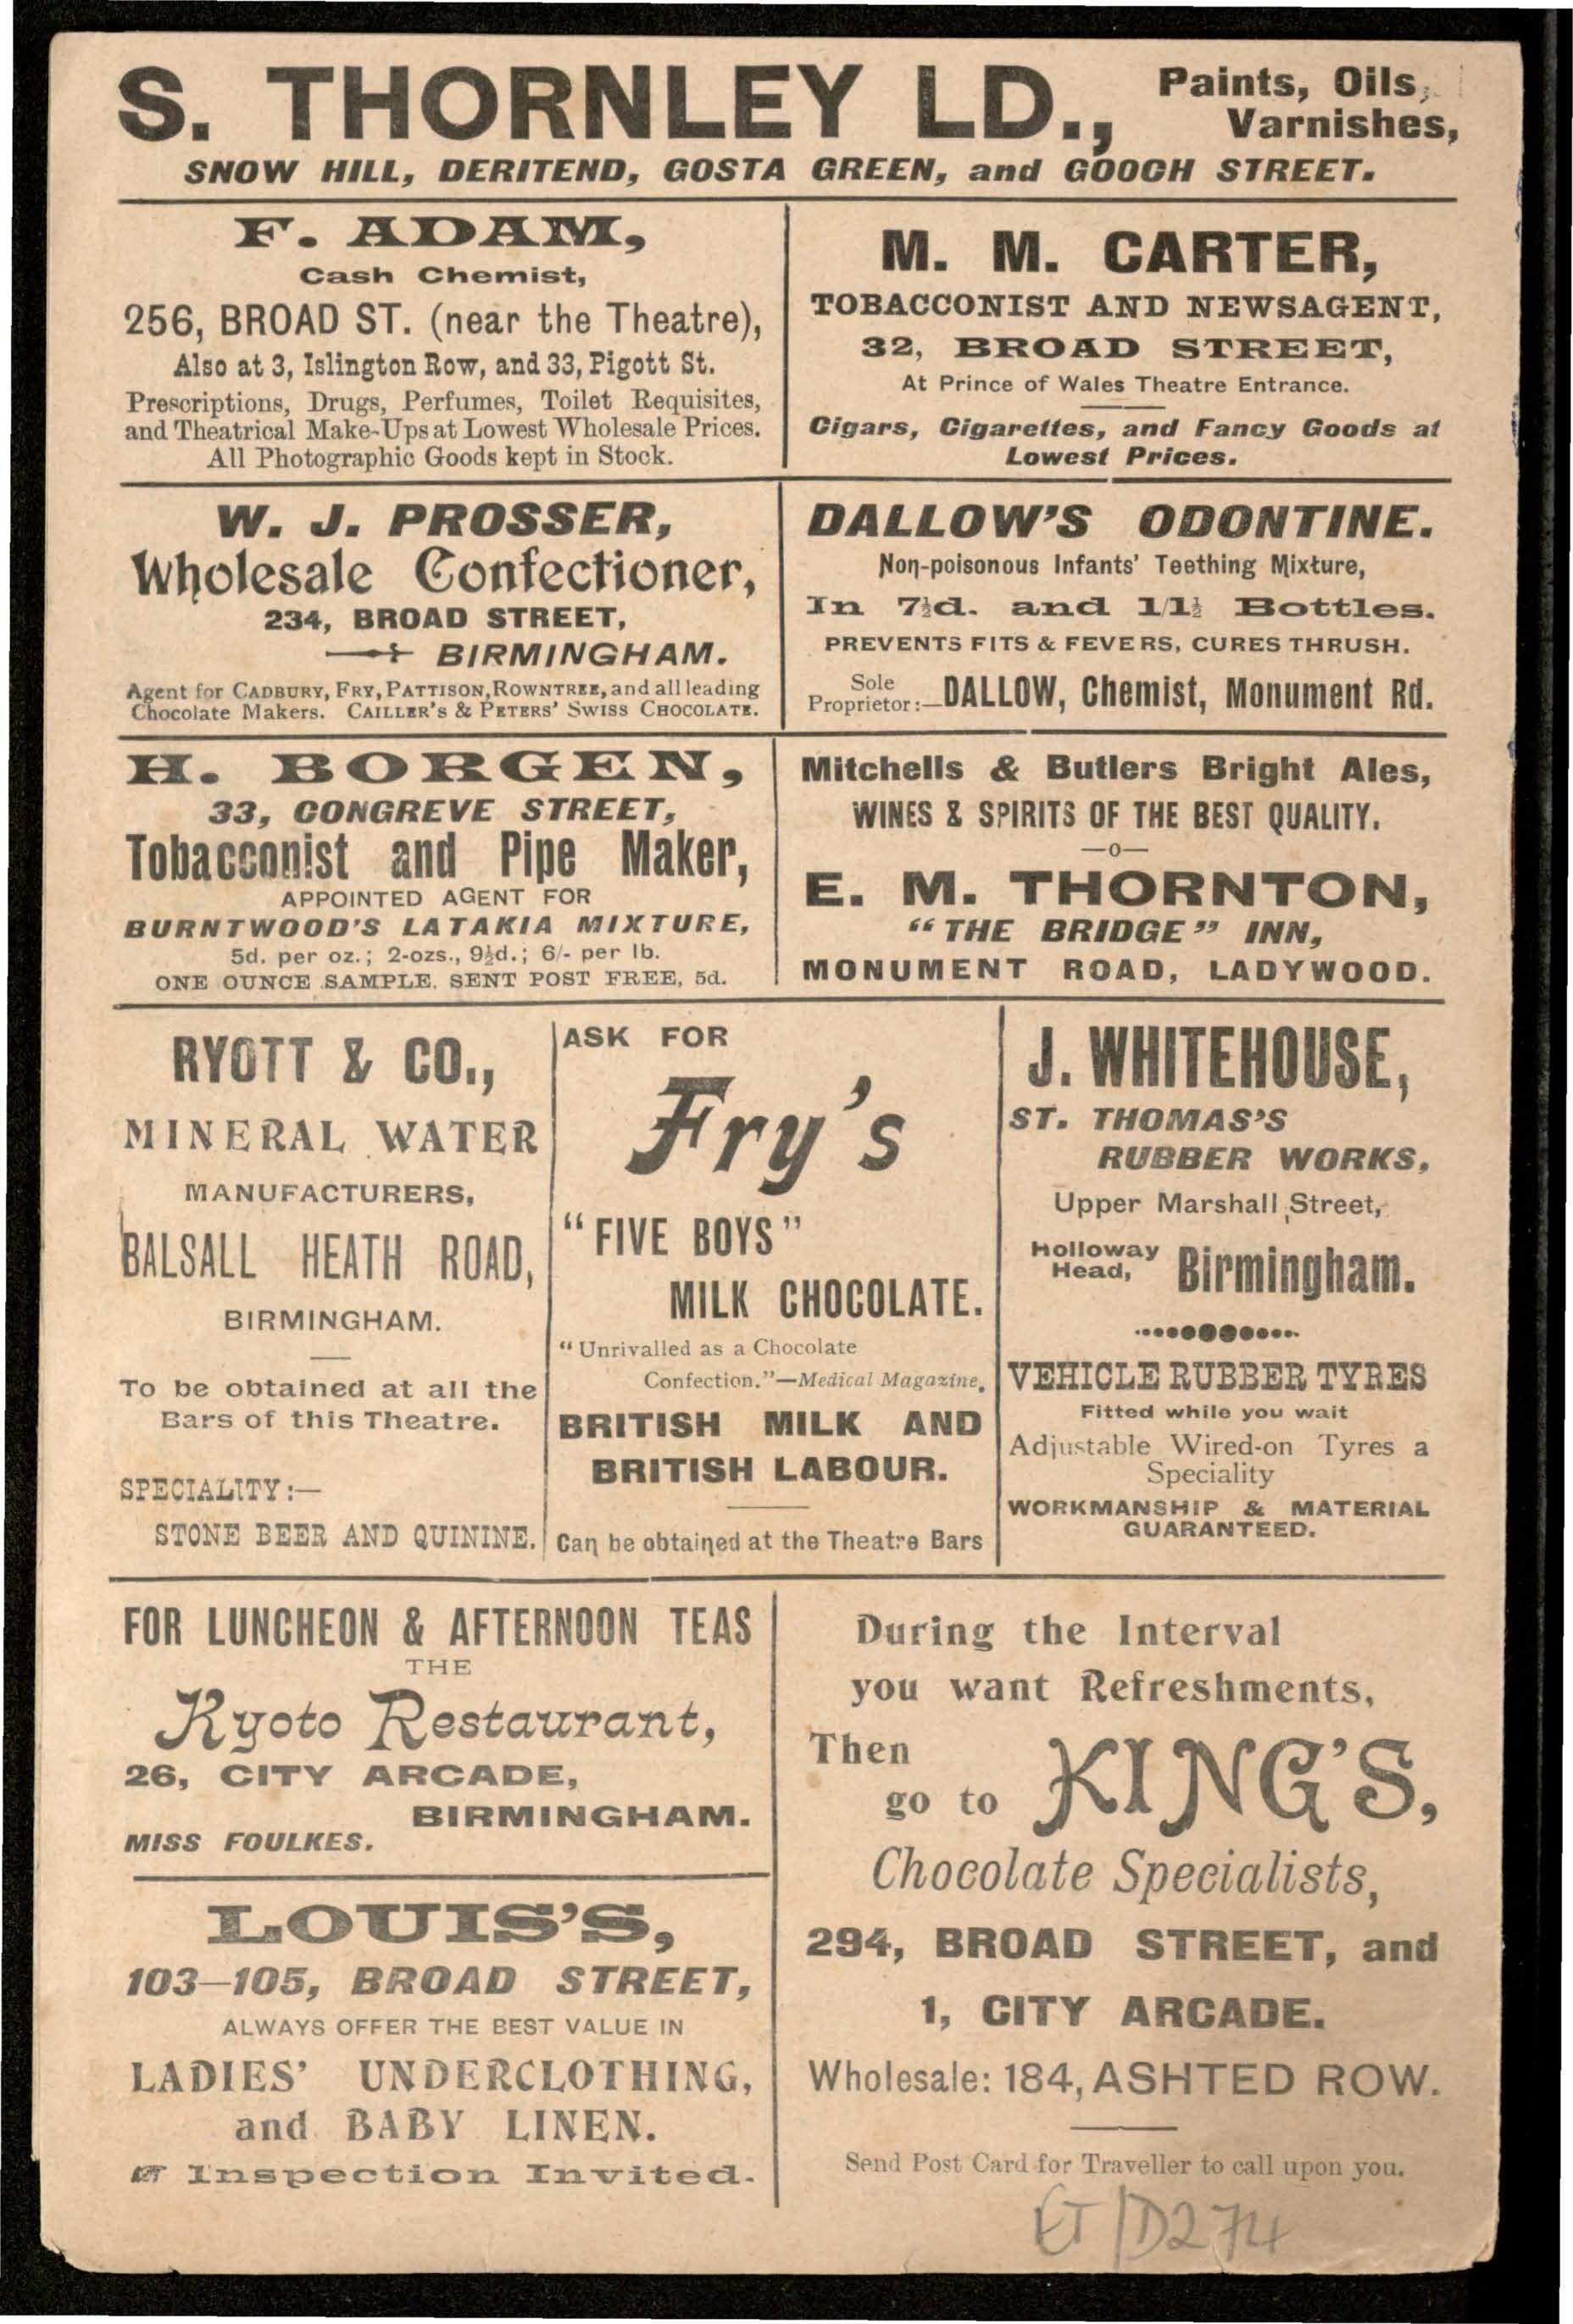 S. THORNLEY LD., Paints, Oils,
Varnishes,
SNOW HILL, DERITEND, GOSTA GREEN, and GOOCH STREET.
F. ADAM,
Cash Chemist,
256, BROAD ST. (near the Theatre),
Also at 3, Islington Row, and 33, Pigott St.
Prescriptions, Drugs, Perfumes, Toilet Requisites,
and Theatrical Make-Ups at Lowest Wholesale Prices.
All Photographic Goods kept in Stock.
M. M. CARTER,
TOBACCONIST AND NEWSAGENT,
32, BROAD STREET,
At Prince of Wales Theatre Entrance.
Cigars, Cigarettes, and Fancy Goods at
Lowest Prices.
W. J. PROSSER,
Wholesale Confectioner,
234, BROAD STREET,
BIRMINGHAM.
Agent for CADBURY, FRY, PATTISON, ROWNTREE, and all leading
Chocolate Makers. CAILLER'S & PETERS' SWISS CHOCOLATE.
DALLOW'S ODONTINE.
Non-poisonous Infants' Teething Mixture,
In 7½d. and 1/1½ Bottles.
PREVENTS FITS & FEVERS, CURES THRUSH.
Sole
Proprietor:—DALLOW, Chemist, Monument Rd.
H. BORGEN,
33, CONGREVE STREET,
Tobacconist and Pipe Maker,
APPOINTED AGENT FOR
BURNTWOOD'S LATAKIA MIXTURE,
5d. per oz.; 2-ozs., 9½d.; 6/- per lb.
ONE OUNCE SAMPLE, SENT POST FREE, 5d.
Mitchells & Butlers Bright Ales,
WINES & SPIRITS OF THE BEST QUALITY.
—o—
E. M. THORNTON,
"THE BRIDGE" INN,
MONUMENT ROAD, LADYWOOD.
RYOTT & CO.,
MINERAL WATER
MANUFACTURERS,
BALSALL HEATH ROAD,
BIRMINGHAM.
To be obtained at all the
Bars of this Theatre.
SPECIALITY:—
STONE BEER AND QUININE.
ASK FOR
Fry's
"FIVE BOYS"
MILK CHOCOLATE.
"Unrivalled as a Chocolate
Confection."—Medical Magazine.
BRITISH MILK AND
BRITISH LABOUR.
Can be obtained at the Theatre Bars
J. WHITEHOUSE,
ST. THOMAS'S
RUBBER WORKS,
Upper Marshall Street,
Holloway
Head, Birmingham.
VEHICLE RUBBER TYRES
Fitted while you wait
Adjustable Wired-on Tyres a
Speciality
WORKMANSHIP & MATERIAL
GUARANTEED.
FOR LUNCHEON & AFTERNOON TEAS
THE
Kyoto Restaurant,
26, CITY ARCADE,
BIRMINGHAM.
MISS FOULKES.
LOUIS'S,
103–105, BROAD STREET,
ALWAYS OFFER THE BEST VALUE IN
LADIES' UNDERCLOTHING,
and BABY LINEN.
☞ Inspection Invited.
During the Interval
you want Refreshments,
Then
go to KING'S,
Chocolate Specialists,
294, BROAD STREET, and
1, CITY ARCADE.
Wholesale: 184, ASHTED ROW.
Send Post Card for Traveller to call upon you.
LT/D274